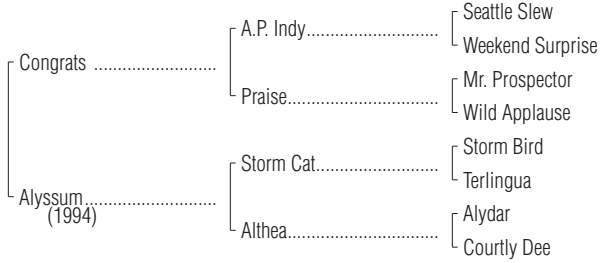 Seattle Slew
A.P. Indy........................................
Weekend Surprise
Congrats ......................................
Mr. Prospector
Praise..............................................
Wild Applause
Storm Bird
Storm Cat......................................
Terlingua
Alyssum.........................................
(1994)
Alydar
Althea..............................................
Courtly Dee